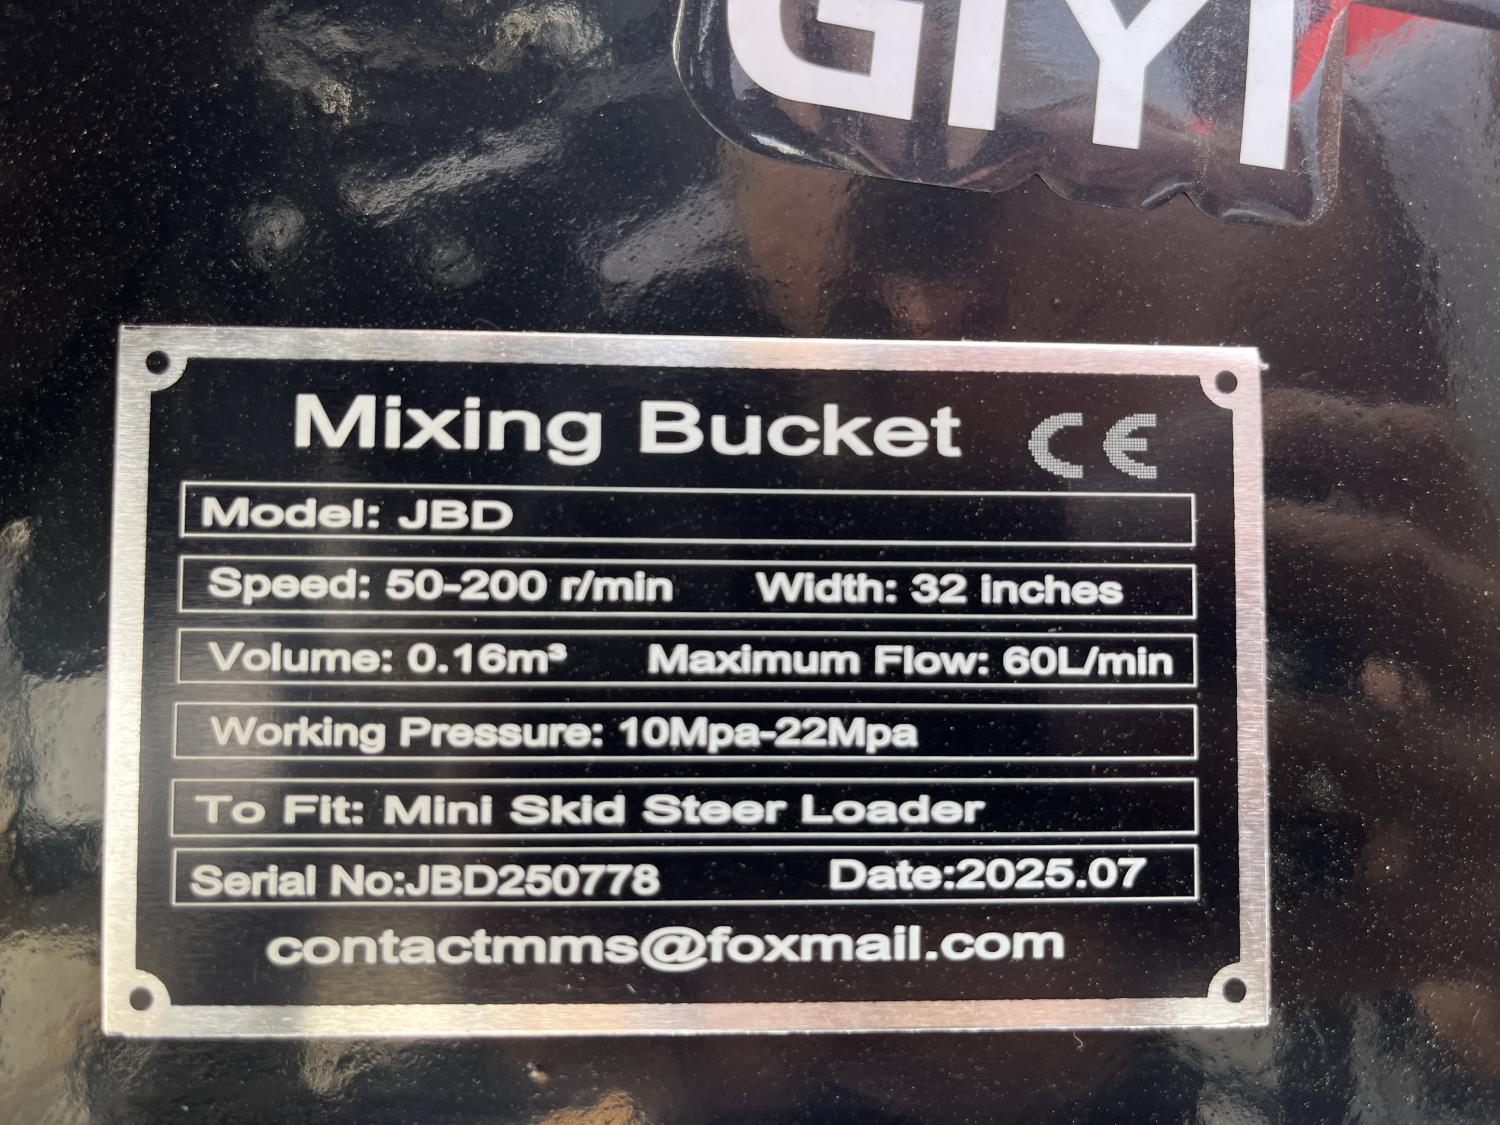 GIYI
Mixing Bucket CE
Model: JBD
Speed: 50-200 r/min Width: 32 inches
Volume: 0.16m³ Maximum Flow: 60L/min
Working Pressure: 10Mpa-22Mpa
To Fit: Mini Skid Steer Loader
Serial No:JBD250778 Date:2025.07
contactmms@foxmail.com